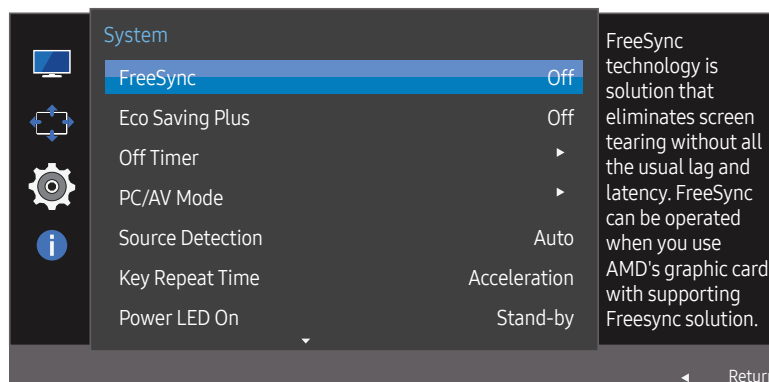 System
FreeSync Off
Eco Saving Plus Off
Off Timer
PC/AV Mode
Source Detection Auto
Key Repeat Time Acceleration
Power LED On Stand-by
FreeSync
technology is
solution that
eliminates screen
tearing without all
the usual lag and
latency. FreeSync
can be operated
when you use
AMD's graphic card
with supporting
Freesync solution.
Return